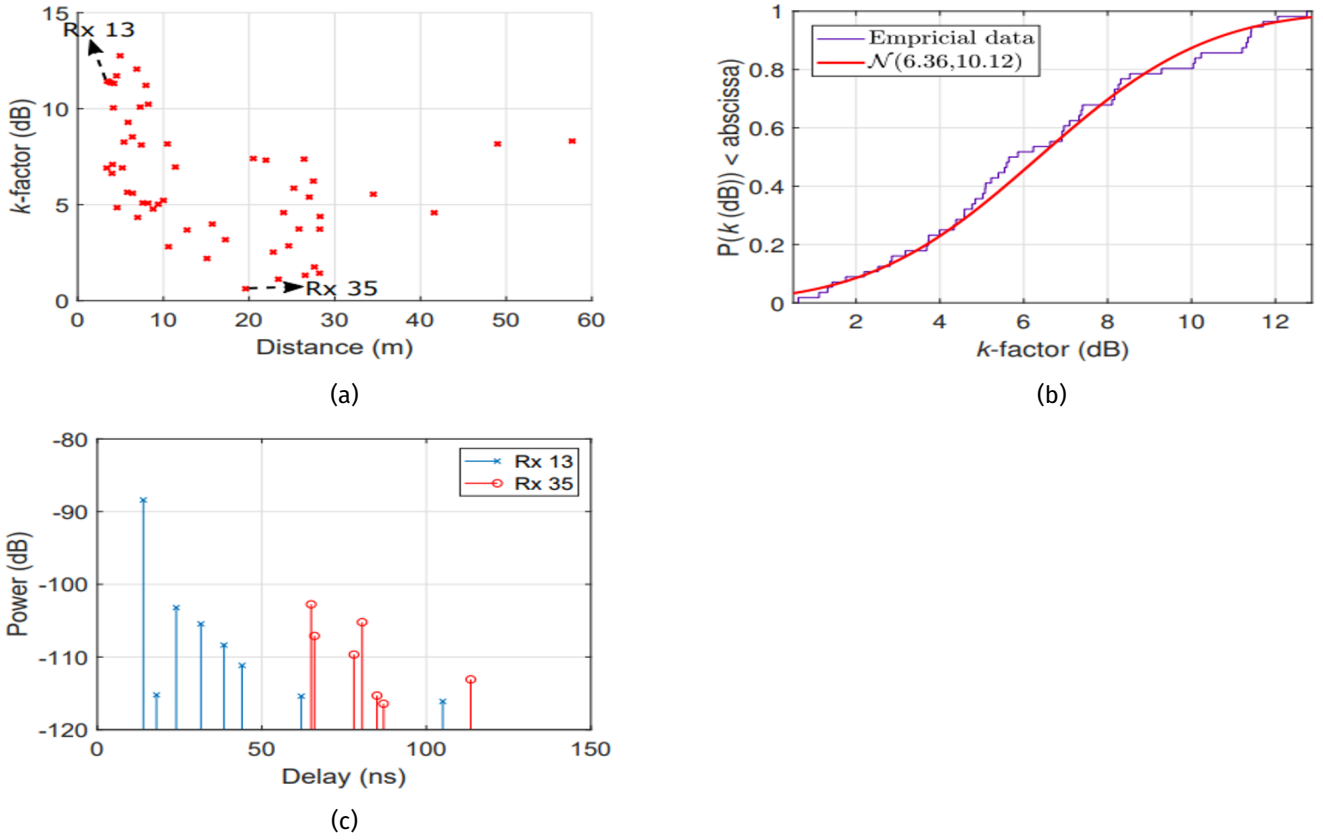 15
10
5
0
k-factor (dB)
Rx 13
Rx 35
0 10 20 30 40 50 60
Distance (m)
(a)
1
0.8
0.6
0.4
0.2
0
P(k (dB)) < abscissa)
Empricial data
N(6.36,10.12)
2 4 6 8 10 12
k-factor (dB)
(b)
-80
-90
-100
-110
-120
Power (dB)
Rx 13
Rx 35
0 50 100 150
Delay (ns)
(c)